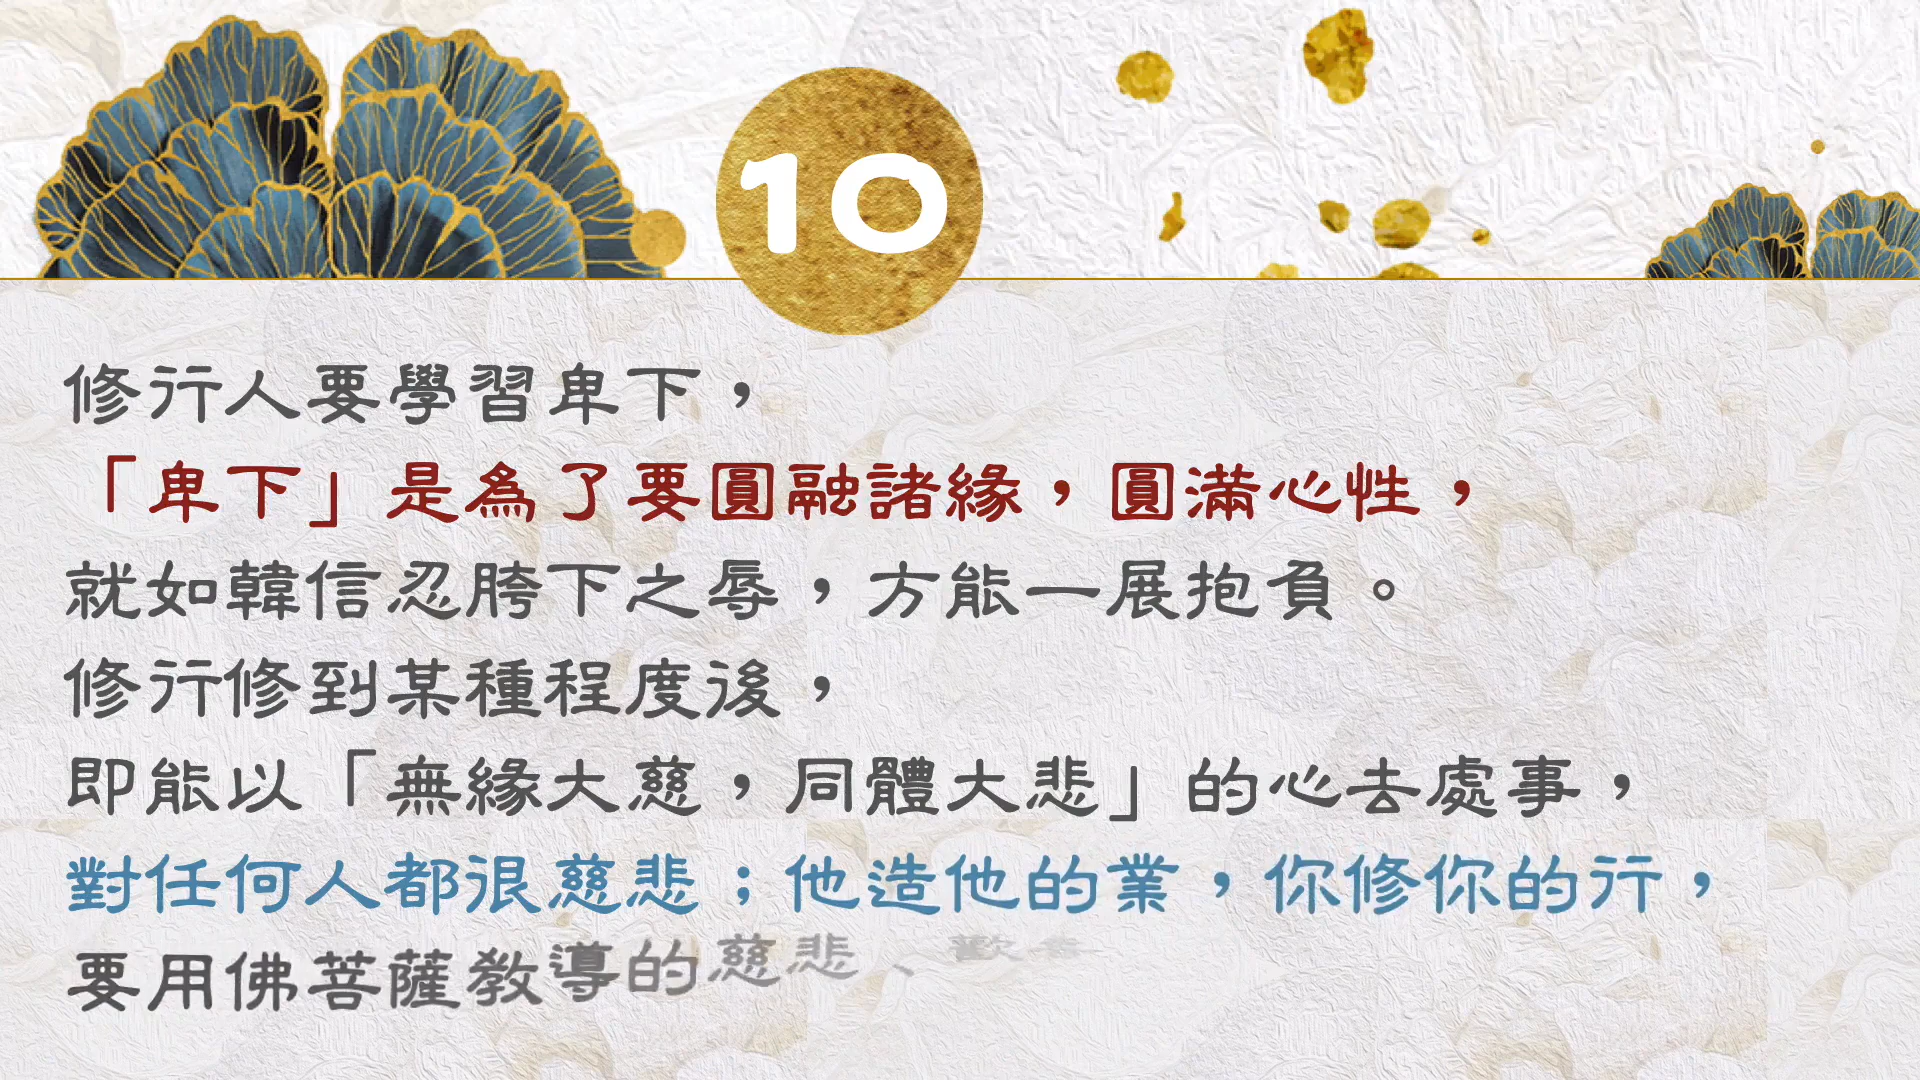 10
修行人要學習卑下，
「卑下」是為了要圓融諸緣，圓滿心性，
就如韓信忍胯下之辱，方能一展抱負。
修行修到某種程度後，
即能以「無緣大慈，同體大悲」的心去處事，
對任何人都很慈悲；他造他的業，你修你的行，
要用佛菩薩教導的慈悲、歡